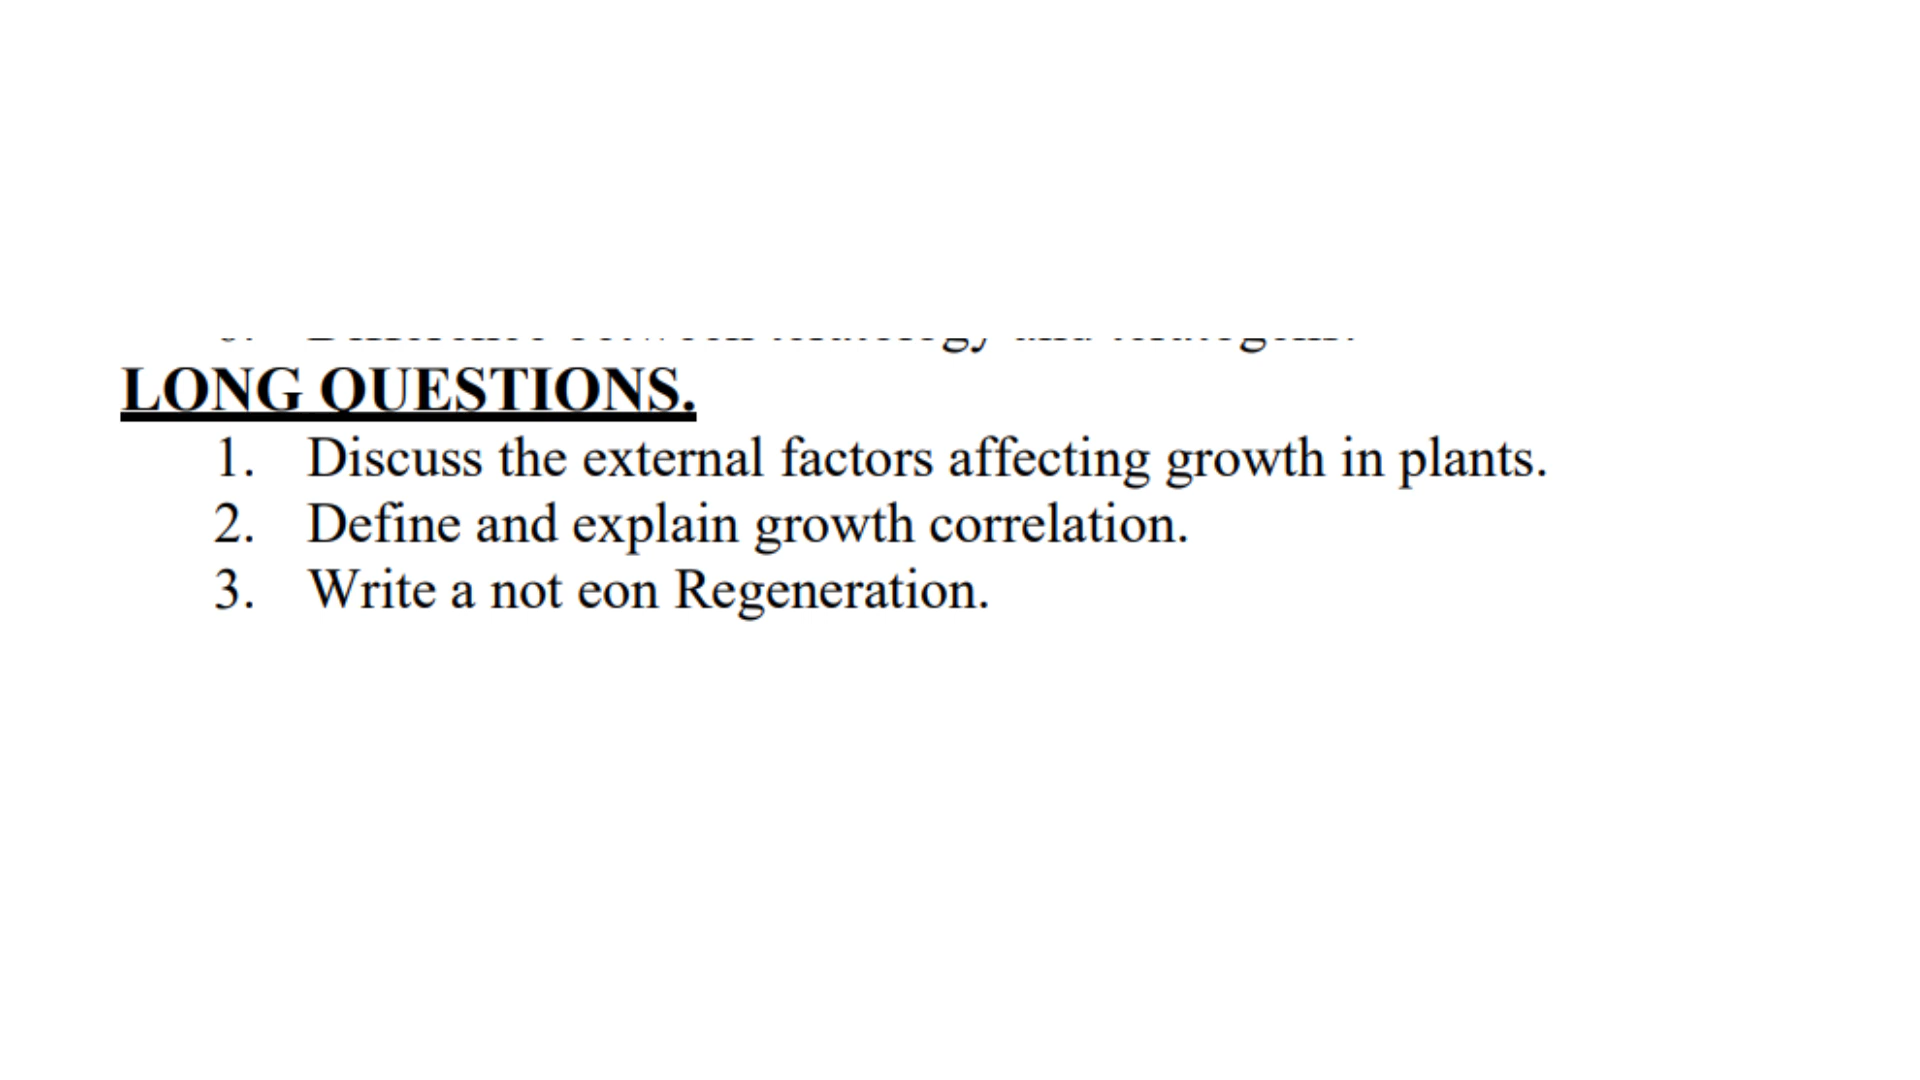 LONG QUESTIONS.
1. Discuss the external factors affecting growth in plants.
2. Define and explain growth correlation.
3. Write a not eon Regeneration.